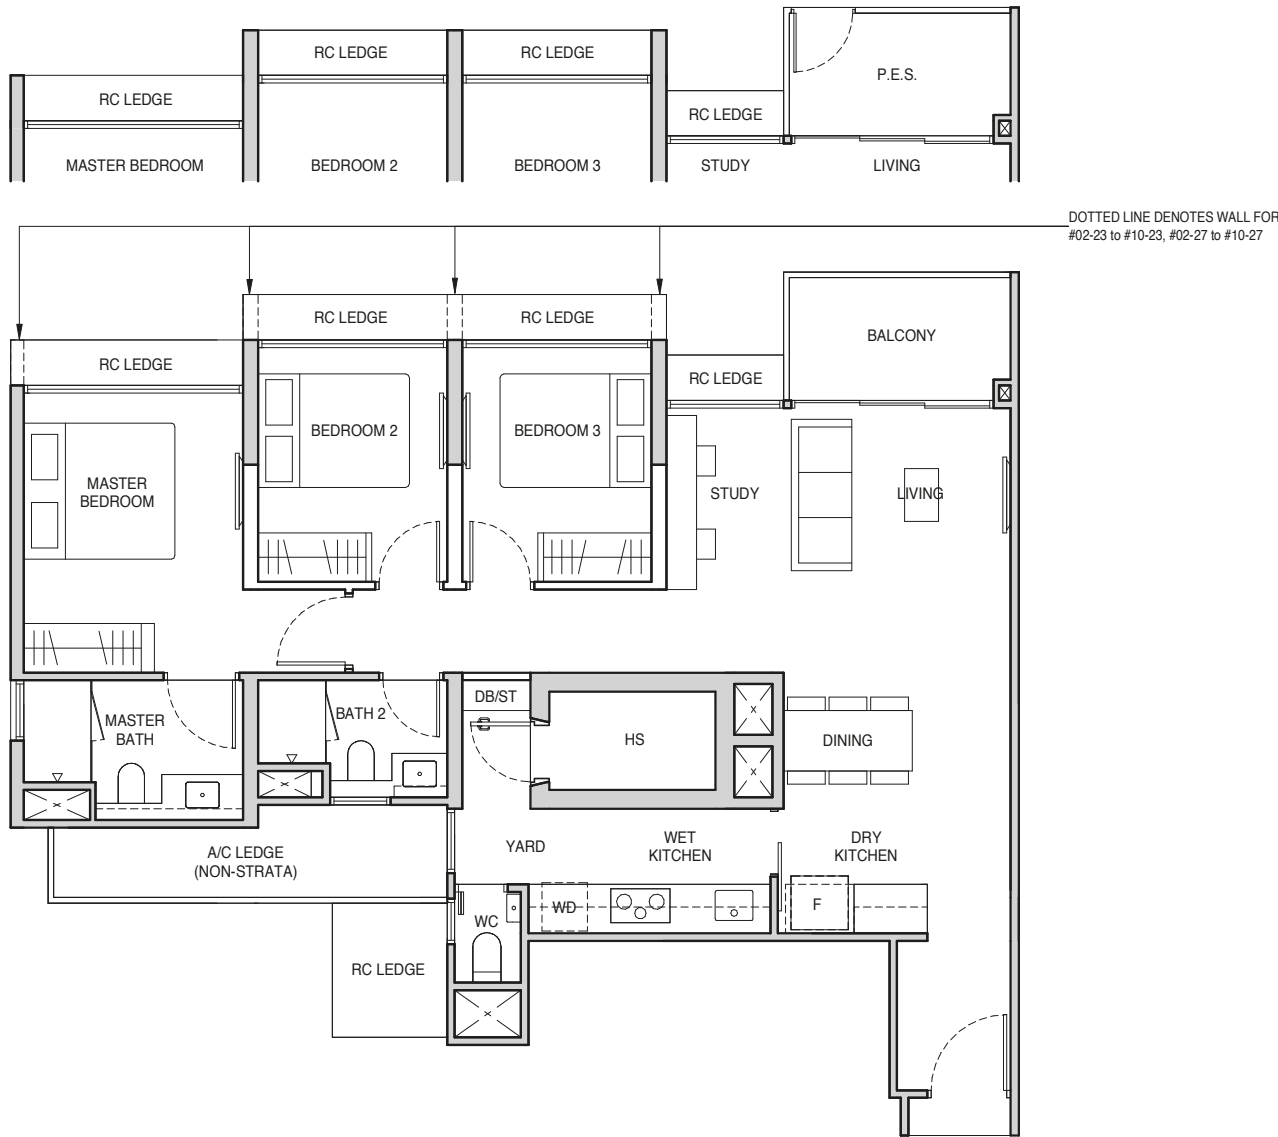 RC LEDGE
RC LEDGE
P.E.S.
RC LEDGE
RC LEDGE
MASTER BEDROOM
BEDROOM 2
BEDROOM 3
STUDY
LIVING
DOTTED LINE DENOTES WALL FOR
#02-23 to #10-23, #02-27 to #10-27
RC LEDGE
RC LEDGE
BALCONY
RC LEDGE
RC LEDGE
BEDROOM 2
BEDROOM 3
MASTER
BEDROOM
STUDY
LIVING
DB/ST
MASTER
BATH
BATH 2
HS
DINING
YARD
WET
KITCHEN
DRY
KITCHEN
A/C LEDGE
(NON-STRATA)
WD
F
WC
RC LEDGE